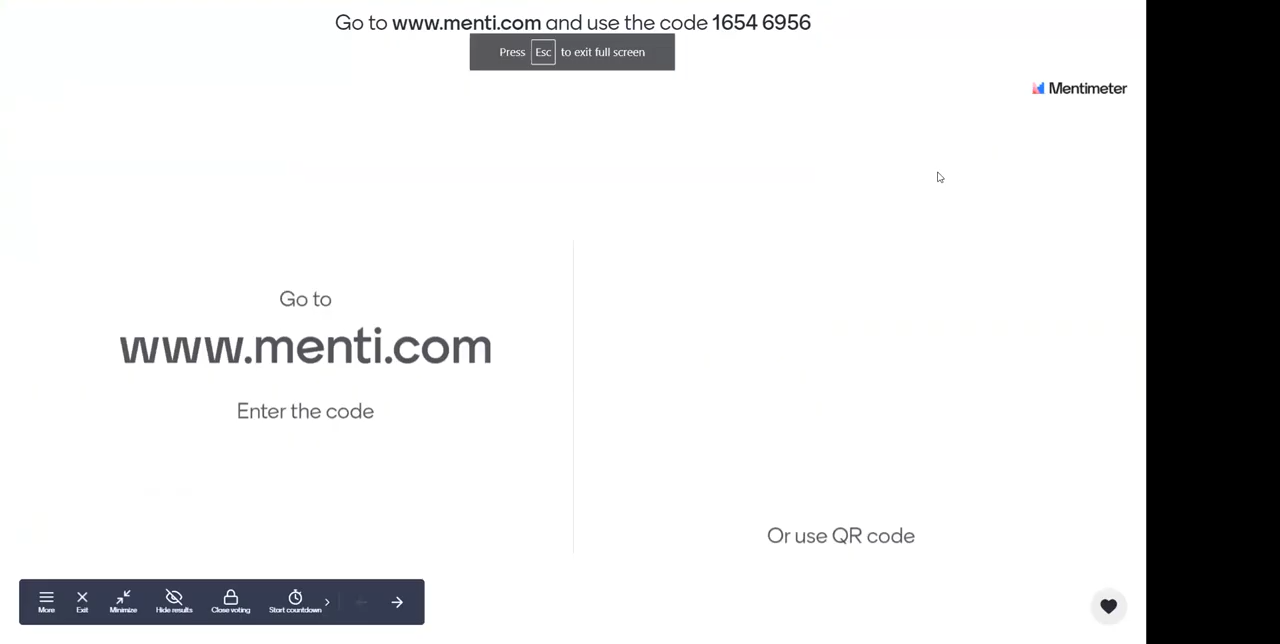 Go to www.menti.com and use the code 1654 6956
Press Esc to exit full screen
Mentimeter
Go to
www.menti.com
Enter the code
Or use QR code
More Exit Minimize Hide results Close voting Start countdown